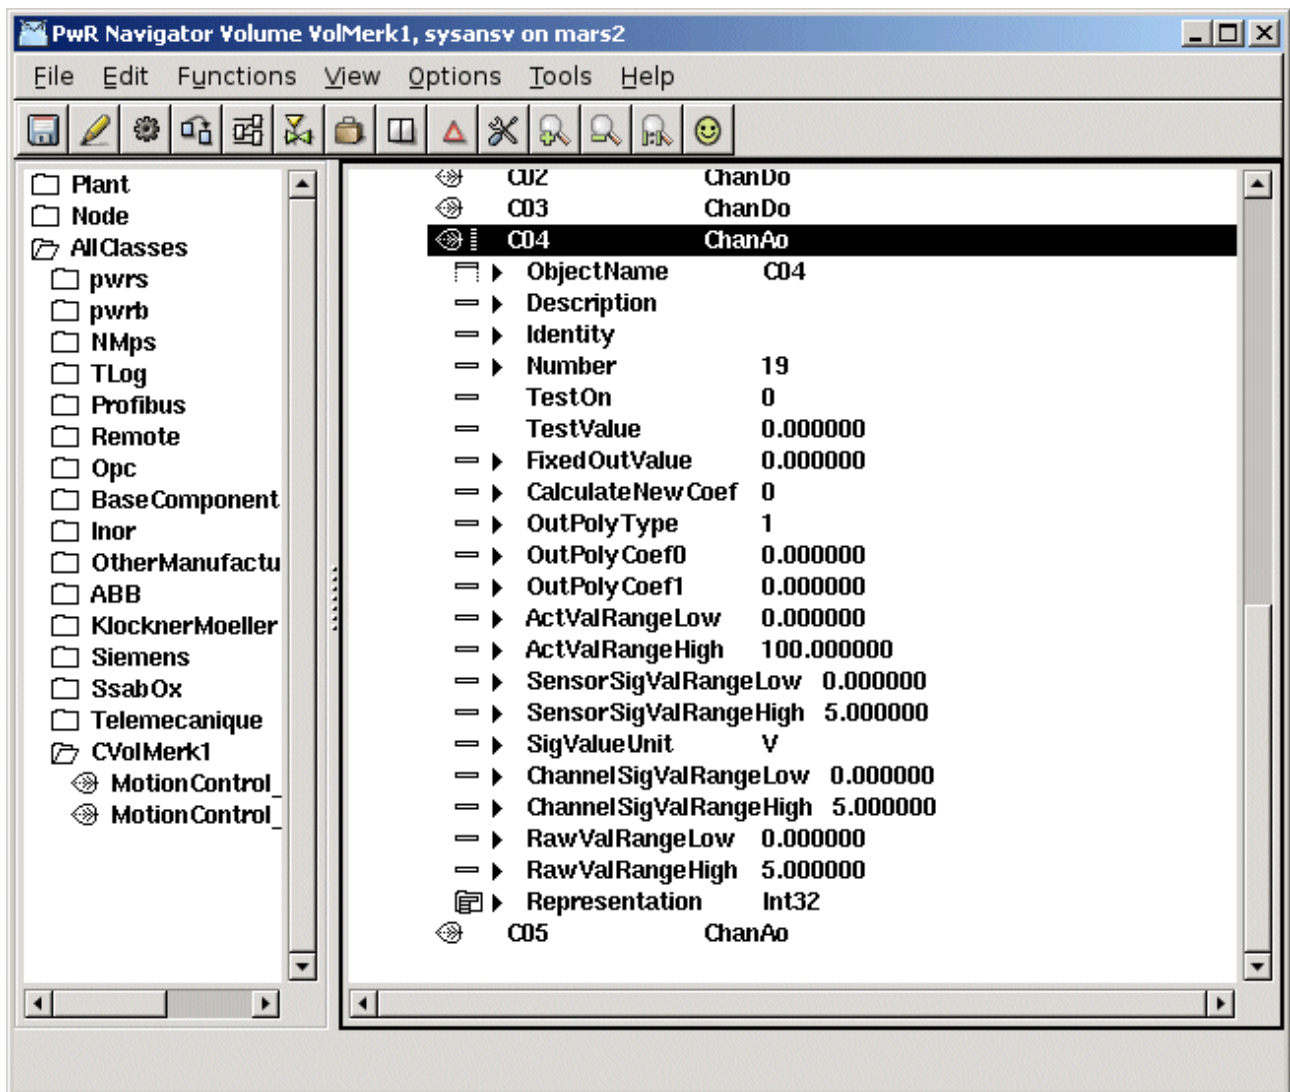 PwR Navigator Volume VolMerk1, sysansv on mars2
File Edit Functions View Options Tools Help
Plant
Node
AllClasses
pwrs
pwrb
NMps
TLog
Profibus
Remote
Opc
BaseComponent
Inor
OtherManufactu
ABB
KlocknerMoeller
Siemens
SsabOx
Telemecanique
CVolMerk1
MotionControl_
MotionControl_
C02 ChanDo
C03 ChanDo
C04 ChanAo
ObjectName C04
Description
Identity
Number 19
TestOn 0
TestValue 0.000000
FixedOutValue 0.000000
CalculateNewCoef 0
OutPolyType 1
OutPolyCoef0 0.000000
OutPolyCoef1 0.000000
ActValRangeLow 0.000000
ActValRangeHigh 100.000000
SensorSigValRangeLow 0.000000
SensorSigValRangeHigh 5.000000
SigValueUnit V
ChannelSigValRangeLow 0.000000
ChannelSigValRangeHigh 5.000000
RawValRangeLow 0.000000
RawValRangeHigh 5.000000
Representation Int32
C05 ChanAo